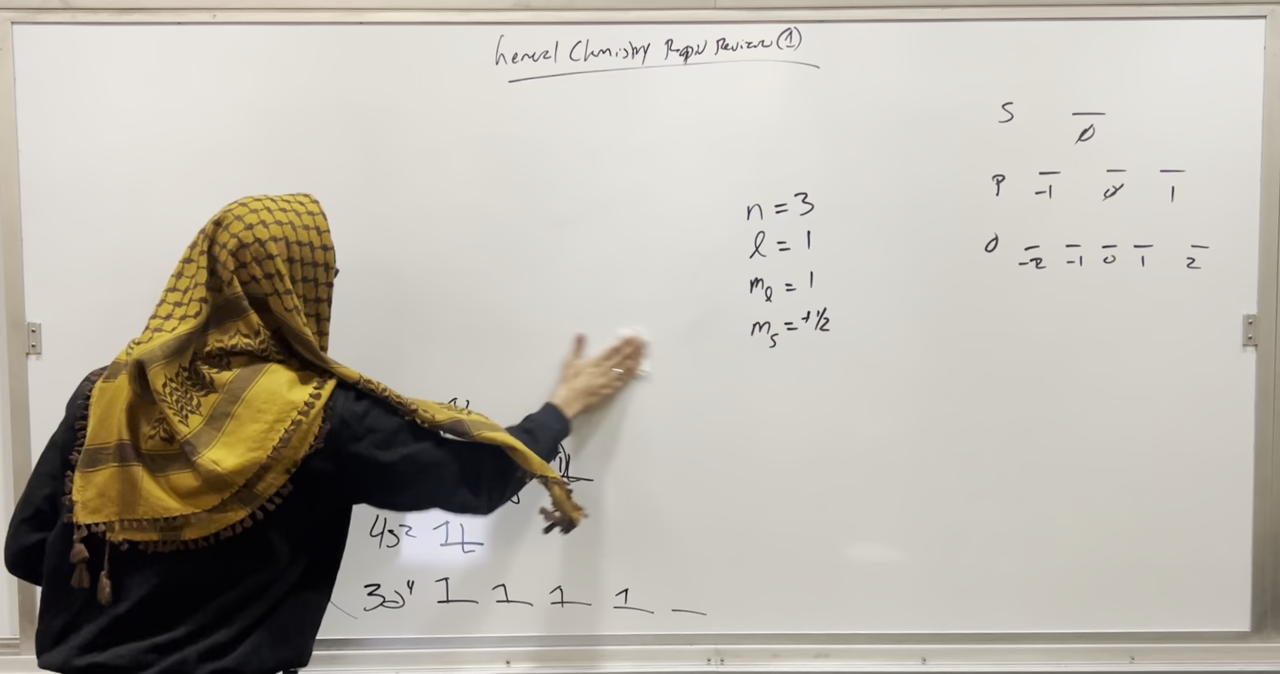 General Chemistry Rapid Review (1)
S 0
P -1 0 1
d -2 -1 0 1 2
n = 3
l = 1
mₗ = 1
mₛ = +1/2
4s² 1L
3d⁴ 1 1 1 1 _